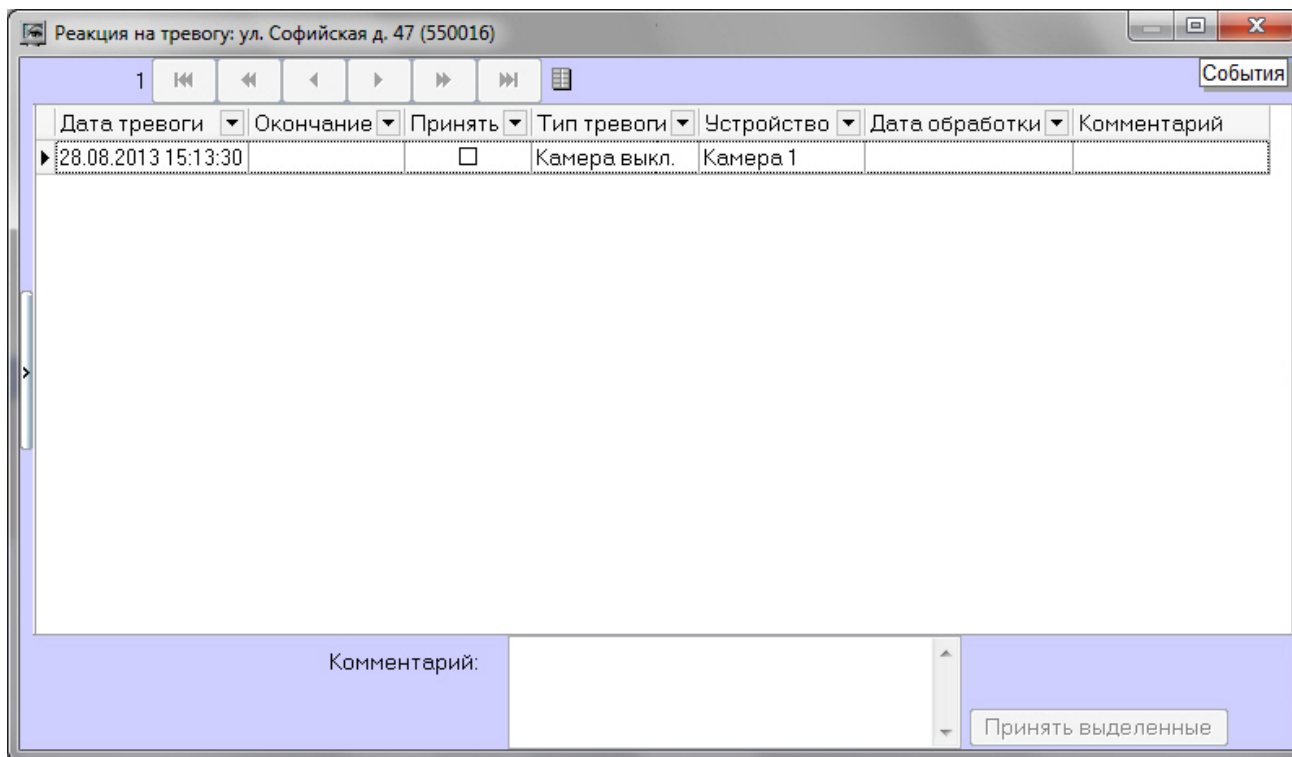 Реакция на тревогу: ул. Софийская д. 47 (550016)
1
События
Дата тревоги Окончание Принять Тип тревоги Устройство Дата обработки Комментарий
28.08.2013 15:13:30 Камера выкл. Камера 1
Комментарий:
Принять выделенные